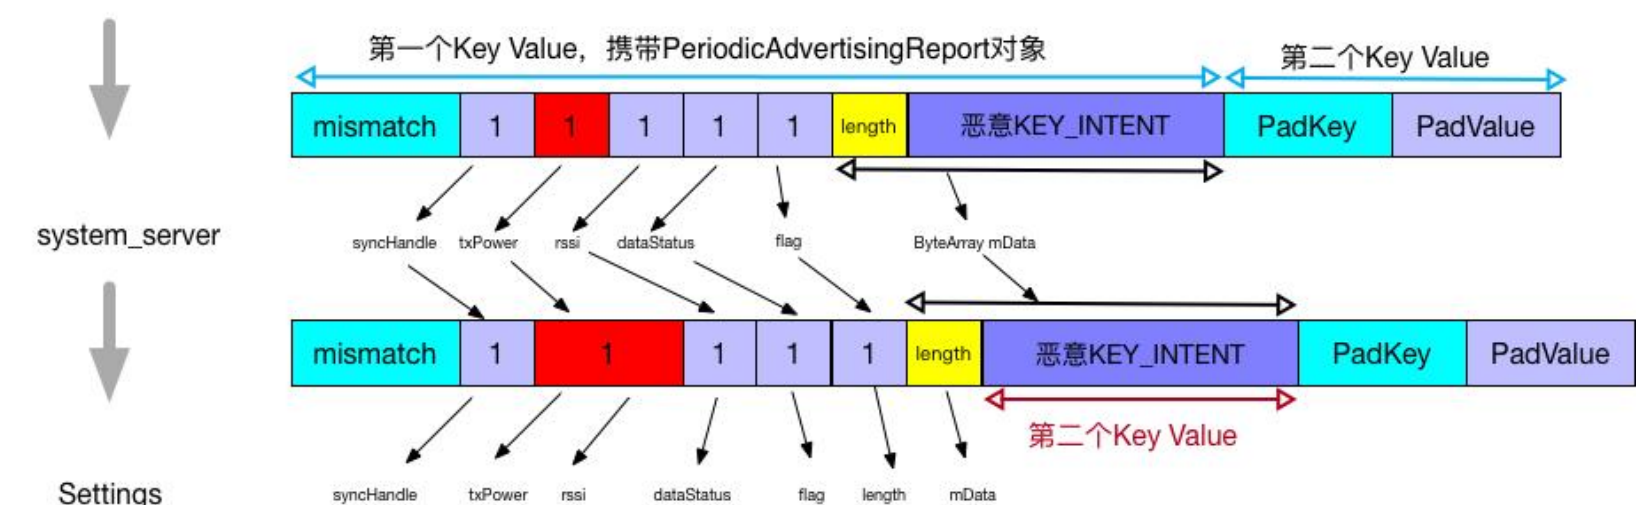 第一个Key Value，携带PeriodicAdvertisingReport对象
第二个Key Value
mismatch 1 1 1 1 1 length 恶意KEY_INTENT PadKey PadValue
system_server
syncHandle txPower rssi dataStatus flag ByteArray mData
mismatch 1 1 1 1 1 length 恶意KEY_INTENT PadKey PadValue
第二个Key Value
Settings
syncHandle txPower rssi dataStatus flag length mData